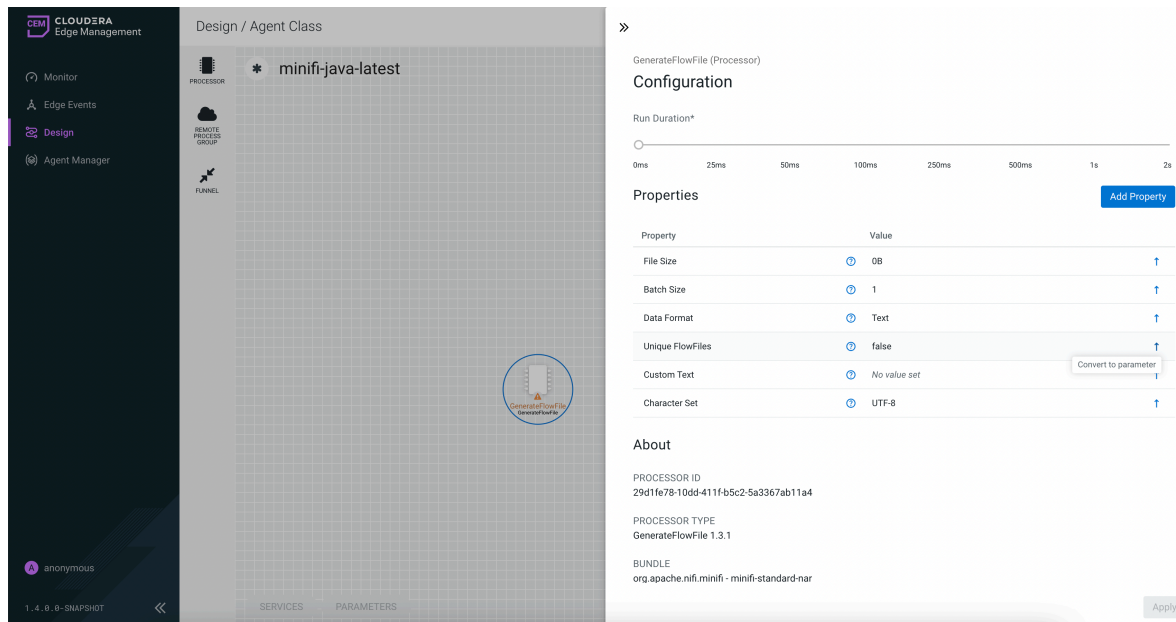 CEM CLOUDERA
Edge Management
Monitor
Edge Events
Design
Agent Manager
A anonymous
1.4.0.0-SNAPSHOT
Design / Agent Class
PROCESSOR
REMOTE
PROCESS
GROUP
FUNNEL
minifi-java-latest
GenerateFlowFile
GenerateFlowFile
SERVICES PARAMETERS
GenerateFlowFile (Processor)
Configuration
Run Duration*
0ms 25ms 50ms 100ms 250ms 500ms 1s 2s
Properties
Add Property
Property Value
File Size 0B
Batch Size 1
Data Format Text
Unique FlowFiles false
Convert to parameter
Custom Text No value set
Character Set UTF-8
About
PROCESSOR ID
29d1fe78-10dd-411f-b5c2-5a3367ab11a4
PROCESSOR TYPE
GenerateFlowFile 1.3.1
BUNDLE
org.apache.nifi.minifi - minifi-standard-nar
Apply